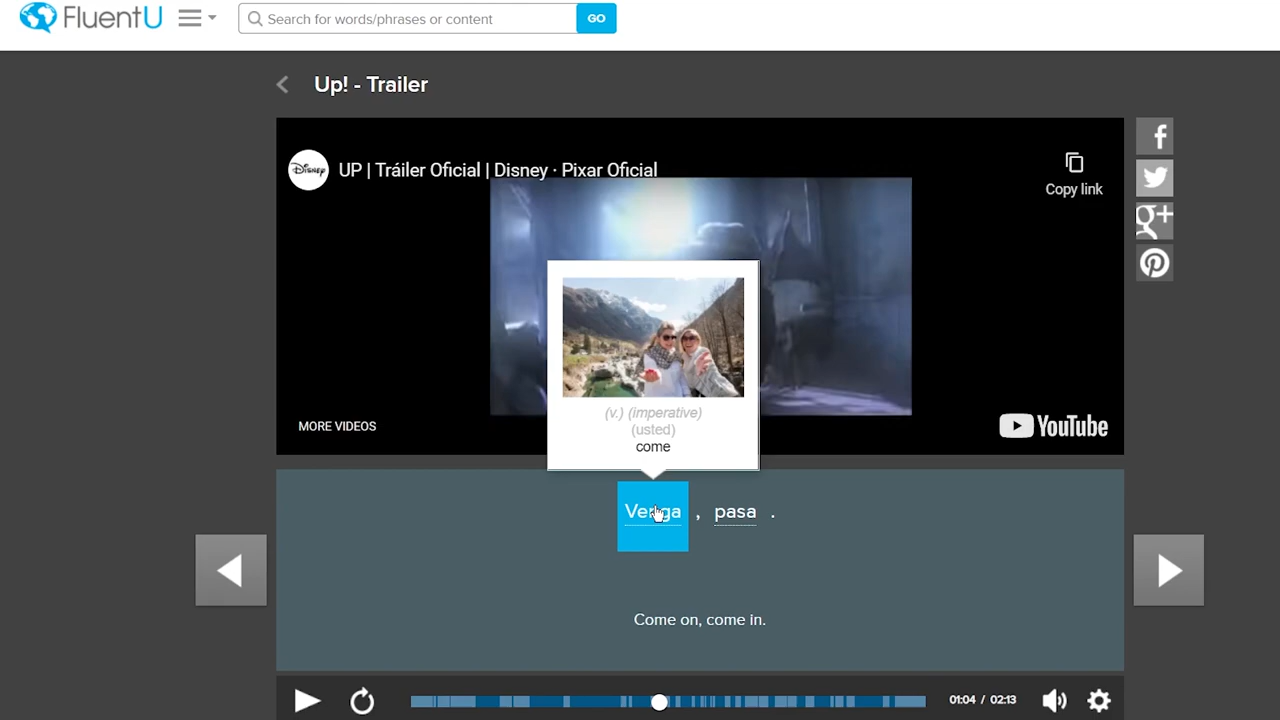 FluentU
Search for words/phrases or content
GO
Up! - Trailer
Disney
UP | Tráiler Oficial | Disney · Pixar Oficial
Copy link
(v.) (imperative)
(usted)
come
MORE VIDEOS
YouTube
Venga , pasa .
Come on, come in.
01:04 / 02:13